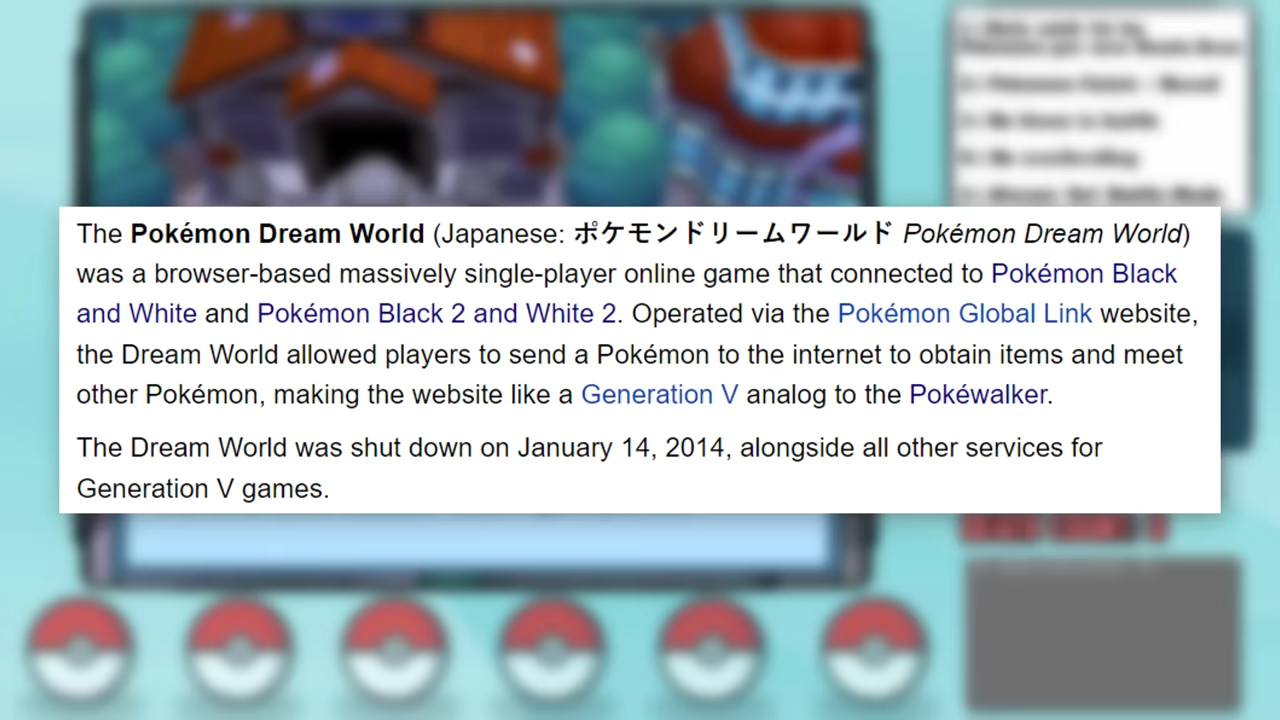 The Pokémon Dream World (Japanese: ポケモンドリームワールド Pokémon Dream World)
was a browser-based massively single-player online game that connected to Pokémon Black
and White and Pokémon Black 2 and White 2. Operated via the Pokémon Global Link website,
the Dream World allowed players to send a Pokémon to the internet to obtain items and meet
other Pokémon, making the website like a Generation V analog to the Pokéwalker.
The Dream World was shut down on January 14, 2014, alongside all other services for
Generation V games.